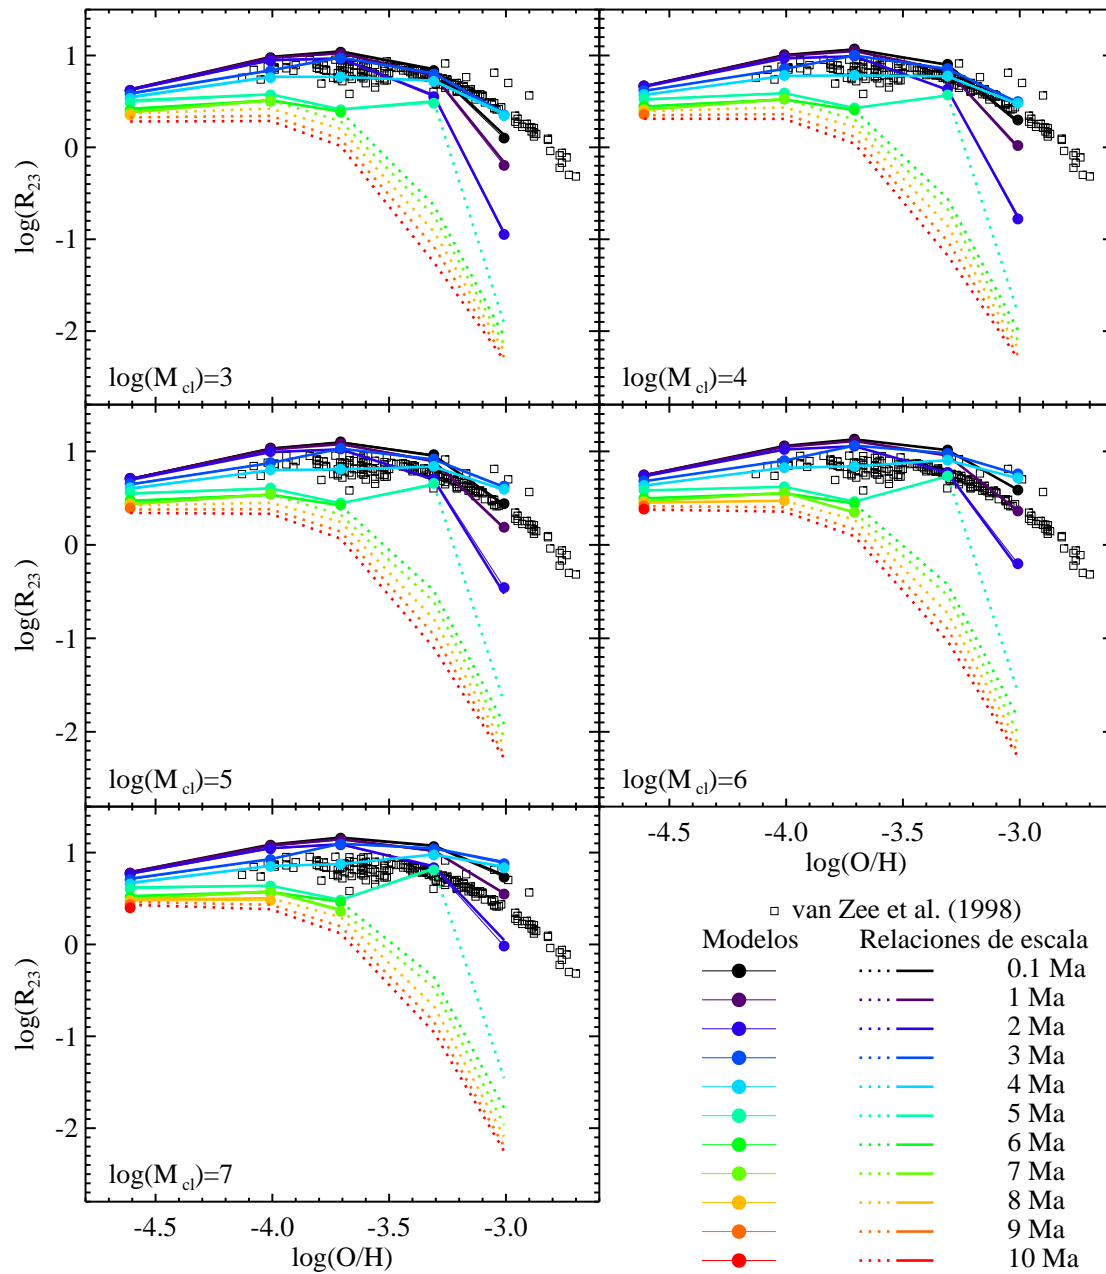 1
0
-1
-2
log(R23)
log(Mcl)=3
log(Mcl)=4
1
0
-1
-2
log(R23)
log(Mcl)=5
log(Mcl)=6
-4.5 -4.0 -3.5 -3.0
log(O/H)
1
0
-1
-2
log(R23)
log(Mcl)=7
-4.5 -4.0 -3.5 -3.0
log(O/H)
van Zee et al. (1998)
Modelos Relaciones de escala
0.1 Ma
1 Ma
2 Ma
3 Ma
4 Ma
5 Ma
6 Ma
7 Ma
8 Ma
9 Ma
10 Ma